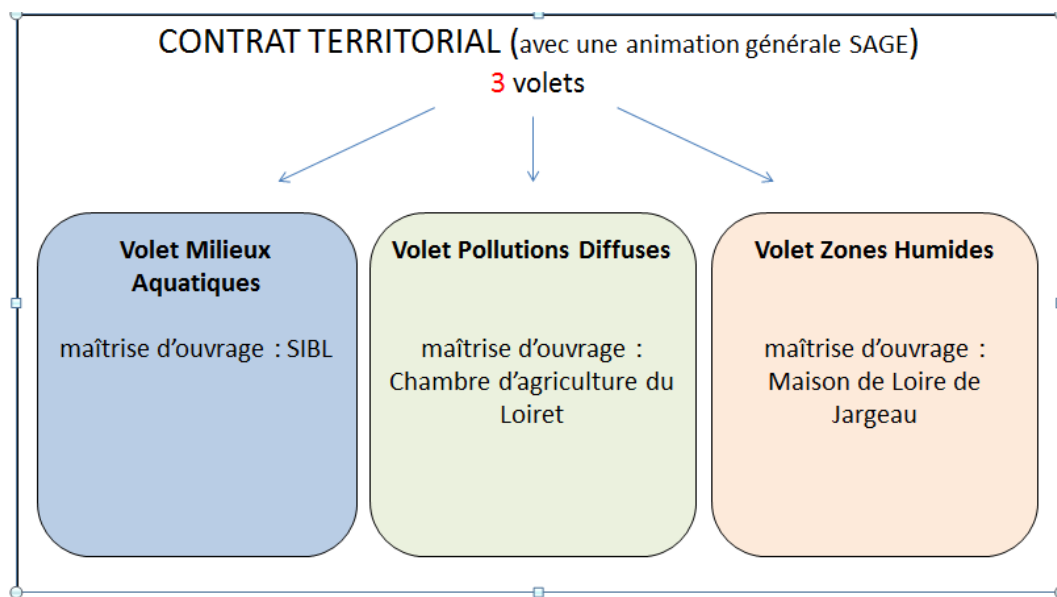 CONTRAT TERRITORIAL (avec une animation générale SAGE)
3 volets
Volet Milieux
Aquatiques
maîtrise d'ouvrage : SIBL
Volet Pollutions Diffuses
maîtrise d'ouvrage :
Chambre d'agriculture du
Loiret
Volet Zones Humides
maîtrise d'ouvrage :
Maison de Loire de
Jargeau